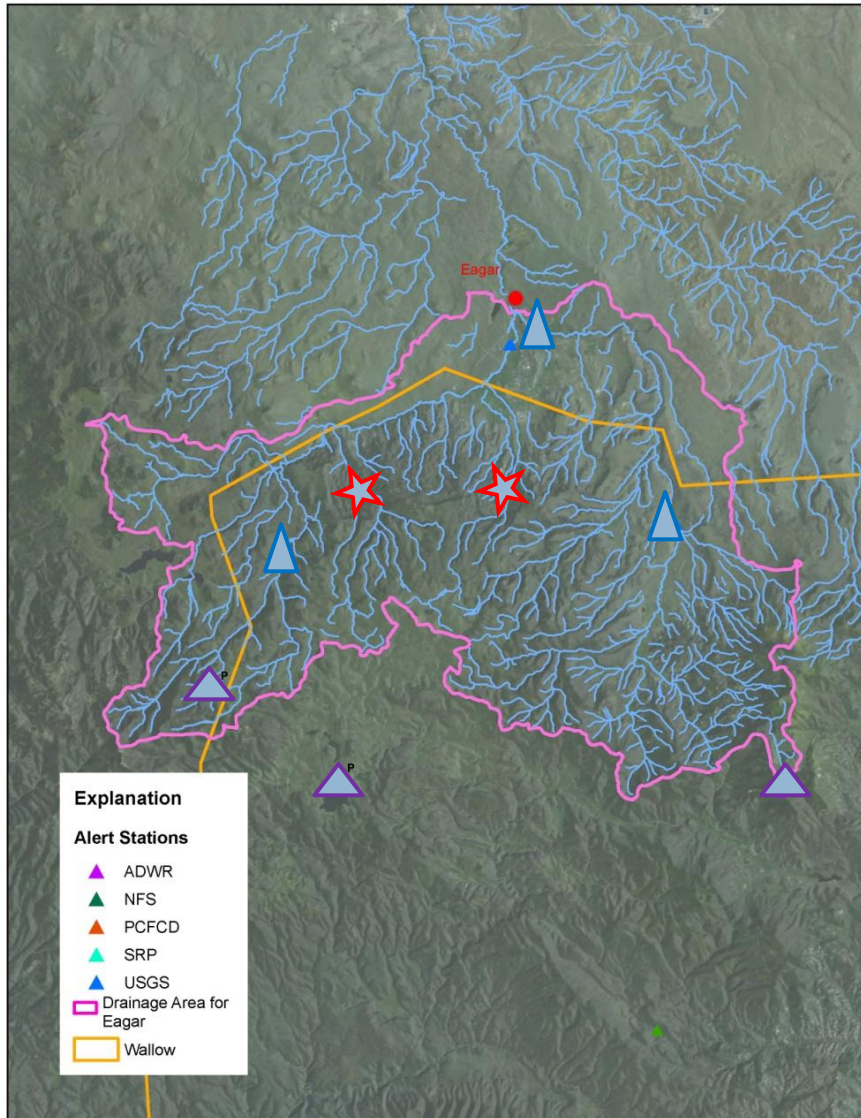 Eagar
P
P
Explanation
Alert Stations
ADWR
NFS
PCFCD
SRP
USGS
Drainage Area for
Eagar
Wallow